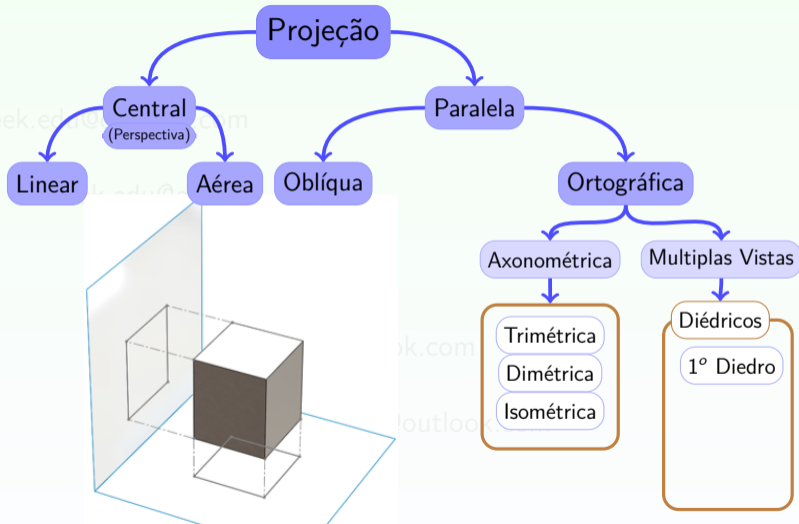 Projeção
Central
(Perspectiva)
Paralela
Linear
Aérea
Oblíqua
Ortográfica
Axonométrica
Multiplas Vistas
Trimétrica
Dimétrica
Isométrica
Diédricos
1º Diedro